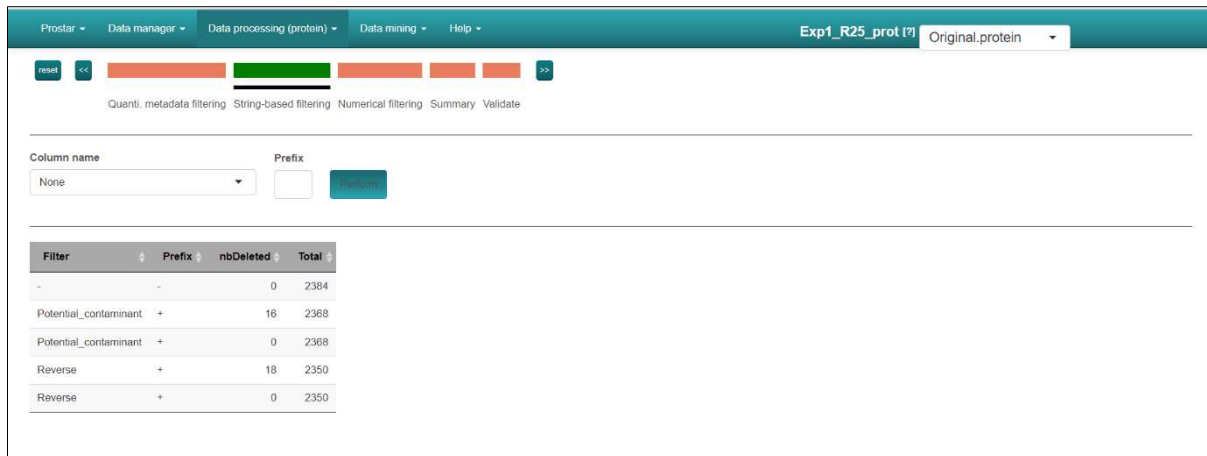 Prostar Data manager Data processing (protein) Data mining Help Exp1_R25_prot [?] Original.protein
reset << >>
Quanti. metadata filtering String-based filtering Numerical filtering Summary Validate
Column name Prefix
None Perform
Filter Prefix nbDeleted Total
- - 0 2384
Potential_contaminant + 16 2368
Potential_contaminant + 0 2368
Reverse + 18 2350
Reverse + 0 2350